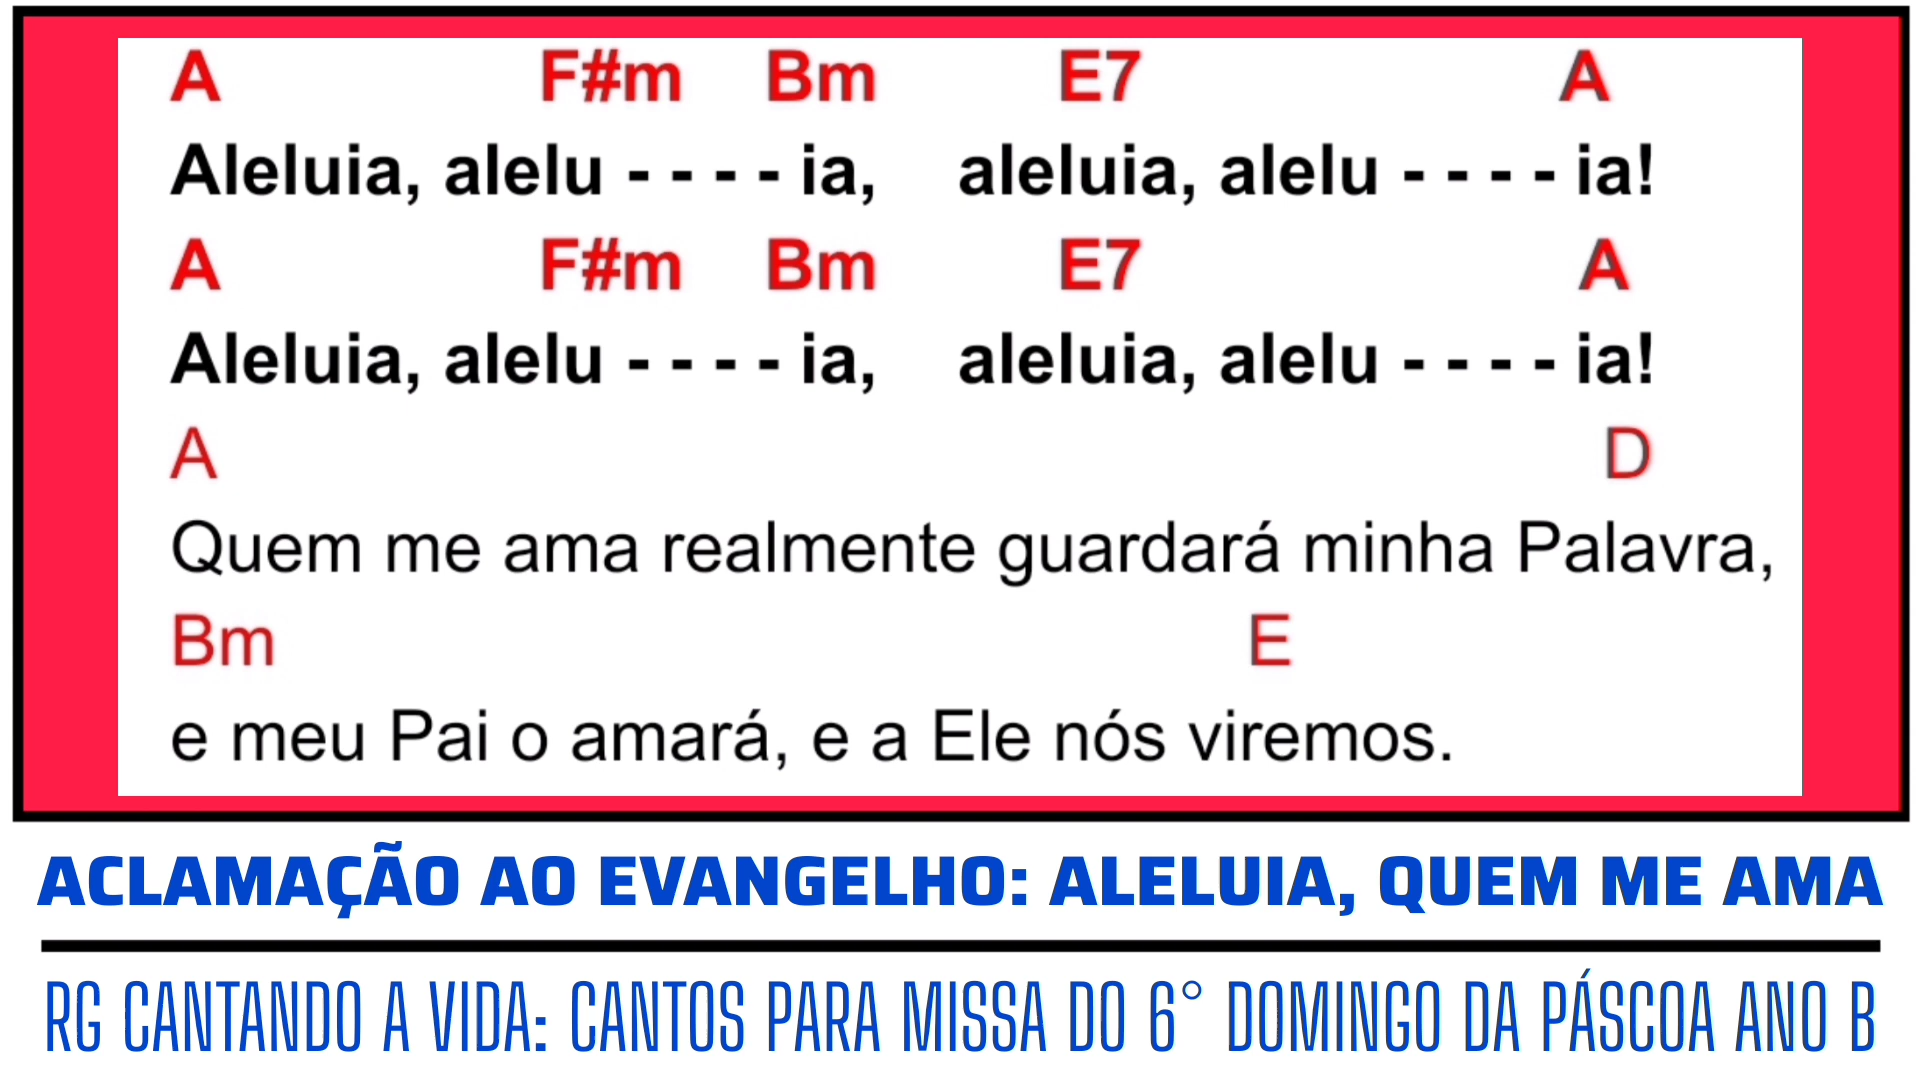 A F#m Bm E7 A
Aleluia, alelu - - - - ia, aleluia, alelu - - - - ia!
A F#m Bm E7 A
Aleluia, alelu - - - - ia, aleluia, alelu - - - - ia!
A D
Quem me ama realmente guardará minha Palavra,
Bm E
e meu Pai o amará, e a Ele nós viremos.
ACLAMAÇÃO AO EVANGELHO: ALELUIA, QUEM ME AMA
RG CANTANDO A VIDA: CANTOS PARA MISSA DO 6° DOMINGO DA PÁSCOA ANO B